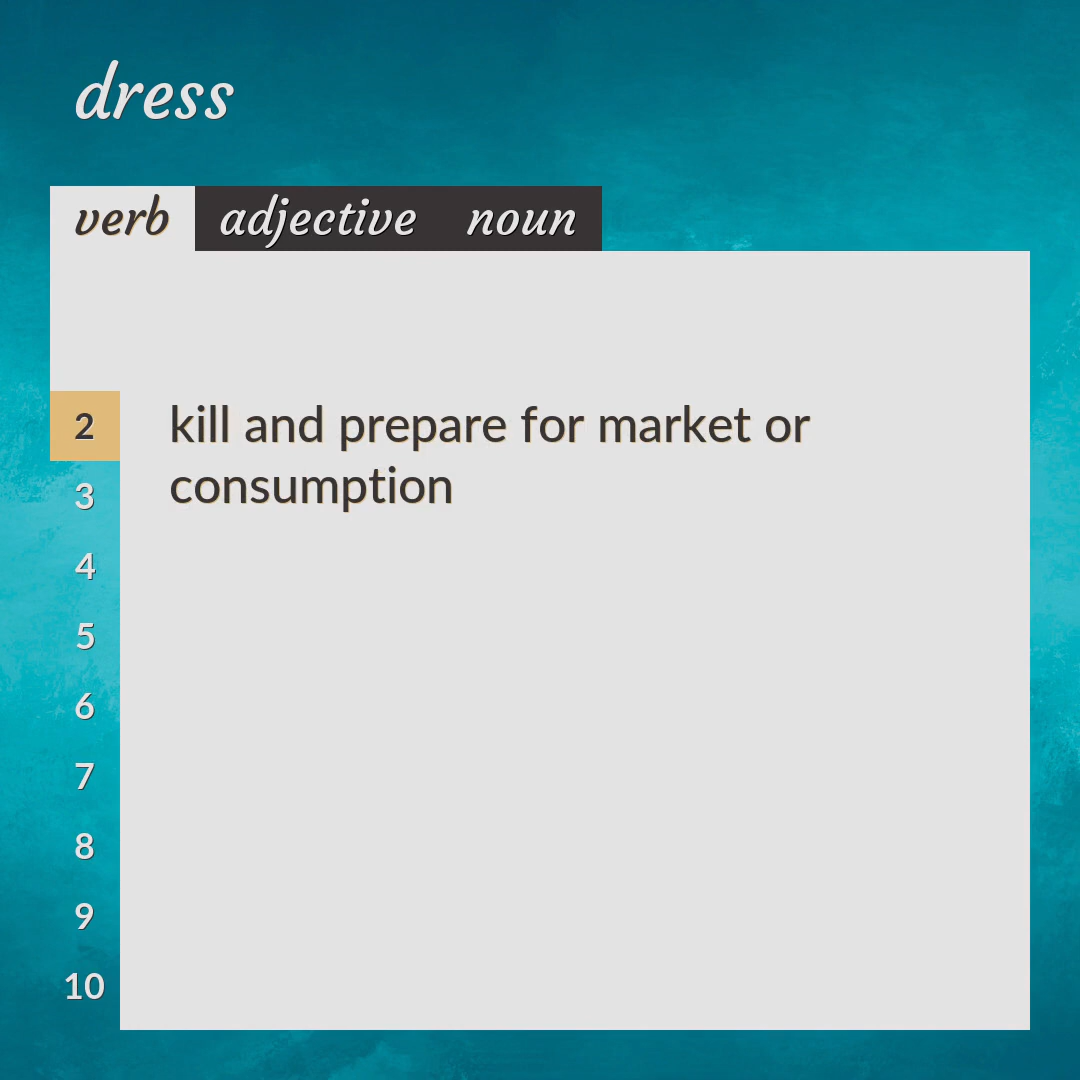 dress
verb adjective noun
2 kill and prepare for market or
consumption
3
4
5
6
7
8
9
10